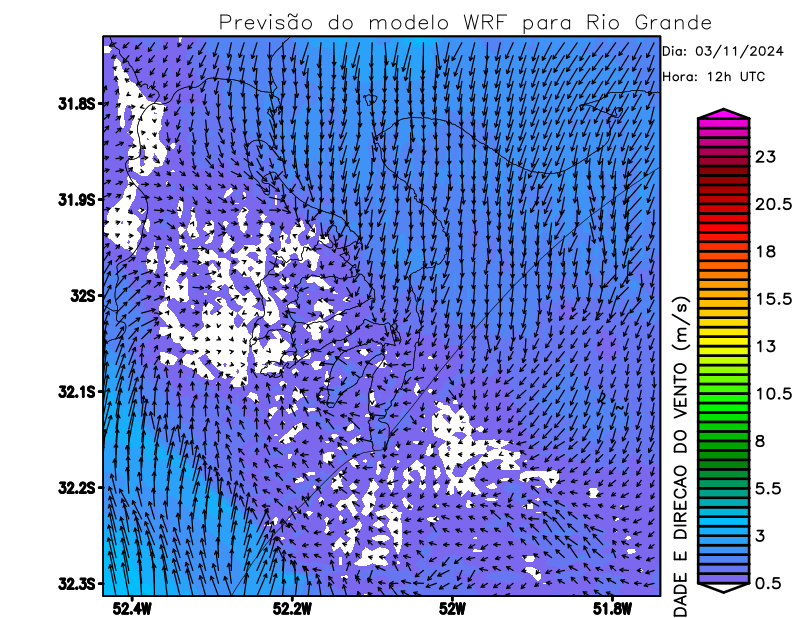 Previsão do modelo WRF para Rio Grande
Dia: 03/11/2024
Hora: 12h UTC
31.8S
31.9S
32S
32.1S
32.2S
32.3S
52.4W
52.2W
52W
51.8W
23
20.5
18
15.5
13
10.5
8
5.5
3
0.5
DADE E DIRECAO DO VENTO (m/s)